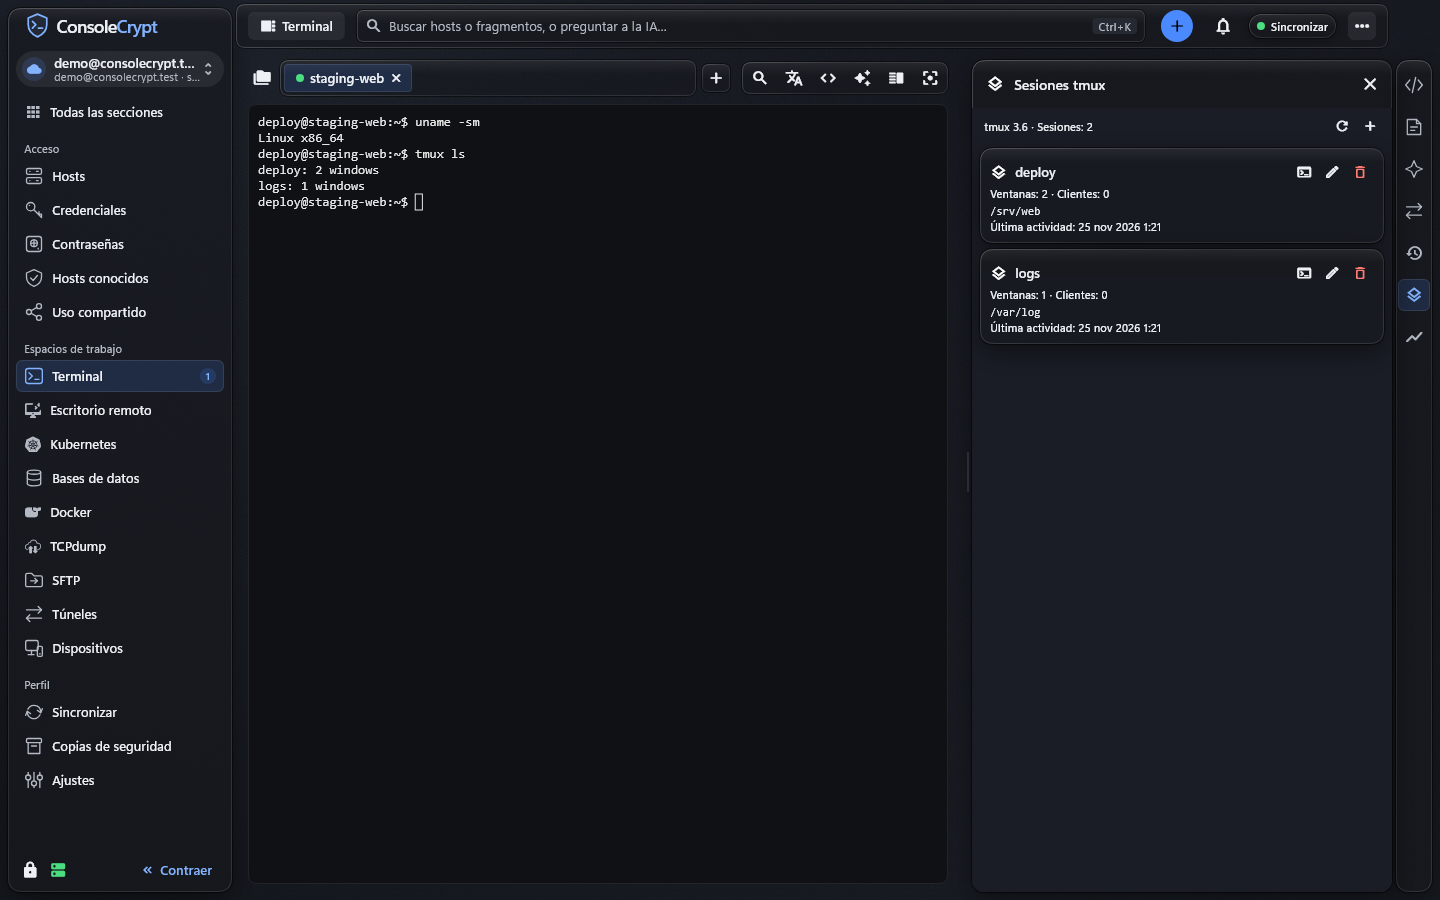 ConsoleCrypt
demo@consolecrypt.t...
demo@consolecrypt.test · s...
Todas las secciones
Acceso
Hosts
Credenciales
Contraseñas
Hosts conocidos
Uso compartido
Espacios de trabajo
Terminal
1
Escritorio remoto
Kubernetes
Bases de datos
Docker
TCPdump
SFTP
Túneles
Dispositivos
Perfil
Sincronizar
Copias de seguridad
Ajustes
« Contraer
Terminal
Buscar hosts o fragmentos, o preguntar a la IA...
Ctrl+K
Sincronizar
staging-web
deploy@staging-web:~$ uname -sm
Linux x86_64
deploy@staging-web:~$ tmux ls
deploy: 2 windows
logs: 1 windows
deploy@staging-web:~$
Sesiones tmux
tmux 3.6 · Sesiones: 2
deploy
Ventanas: 2 · Clientes: 0
/srv/web
Última actividad: 25 nov 2026 1:21
logs
Ventanas: 1 · Clientes: 0
/var/log
Última actividad: 25 nov 2026 1:21